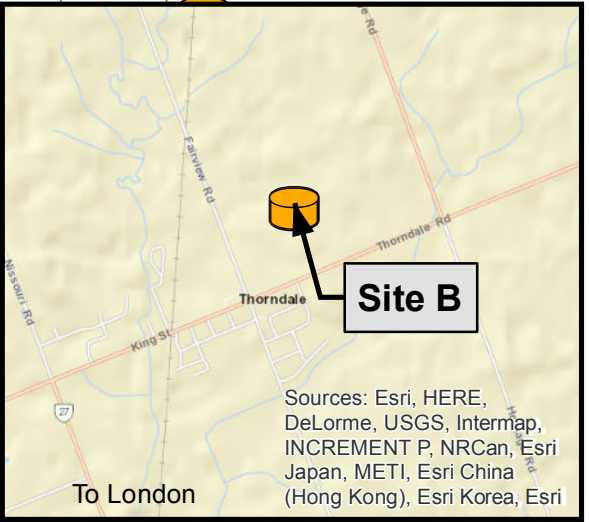 e Rd
Fairview Rd
Thorndale Rd
Nissouri Rd
Site B
Thorndale
King St
27
Sources: Esri, HERE,
DeLorme, USGS, Intermap,
INCREMENT P, NRCan, Esri
Japan, METI, Esri China
(Hong Kong), Esri Korea, Esri
To London